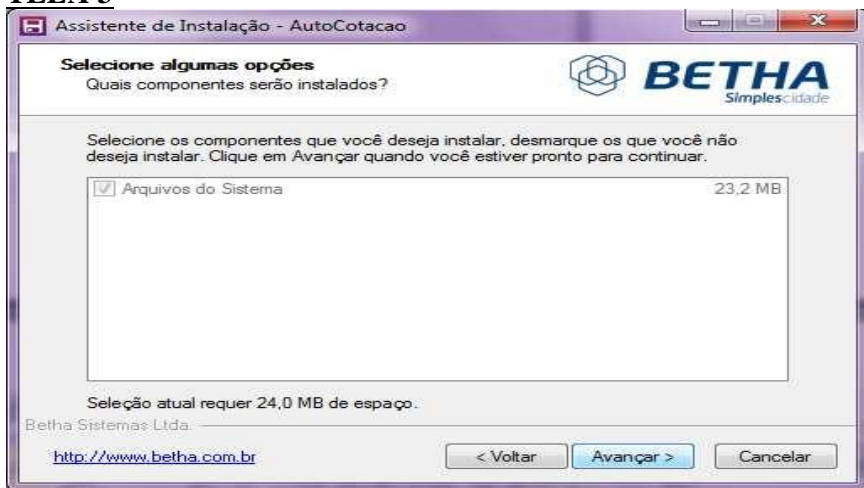 Assistente de Instalação - AutoCotacao
Selecione algumas opções
Quais componentes serão instalados?
BETHA
Simplescidade
Selecione os componentes que você deseja instalar, desmarque os que você não
deseja instalar. Clique em Avançar quando você estiver pronto para continuar.
Arquivos do Sistema 23,2 MB
Seleção atual requer 24,0 MB de espaço.
Betha Sistemas Ltda.
http://www.betha.com.br < Voltar Avançar > Cancelar